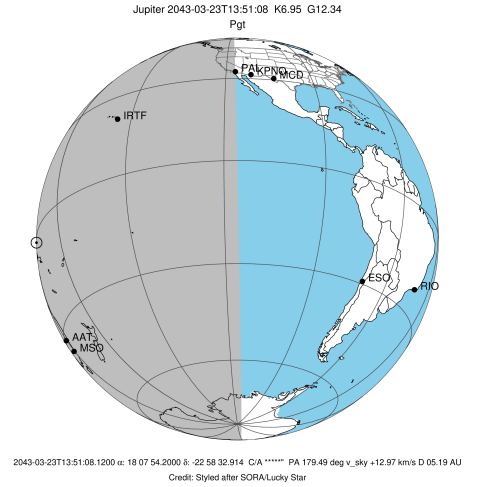 Jupiter 2043-03-23T13:51:08 K6.95 G12.34
Pgt
PAL
KPNO
MCD
IRTF
ESO
RIO
AAT
MSO
2043-03-23T13:51:08.1200 α: 18 07 54.2000 δ: -22 58 32.914 C/A *****" PA 179.49 deg v_sky +12.97 km/s D 05.19 AU
Credit: Styled after SORA/Lucky Star